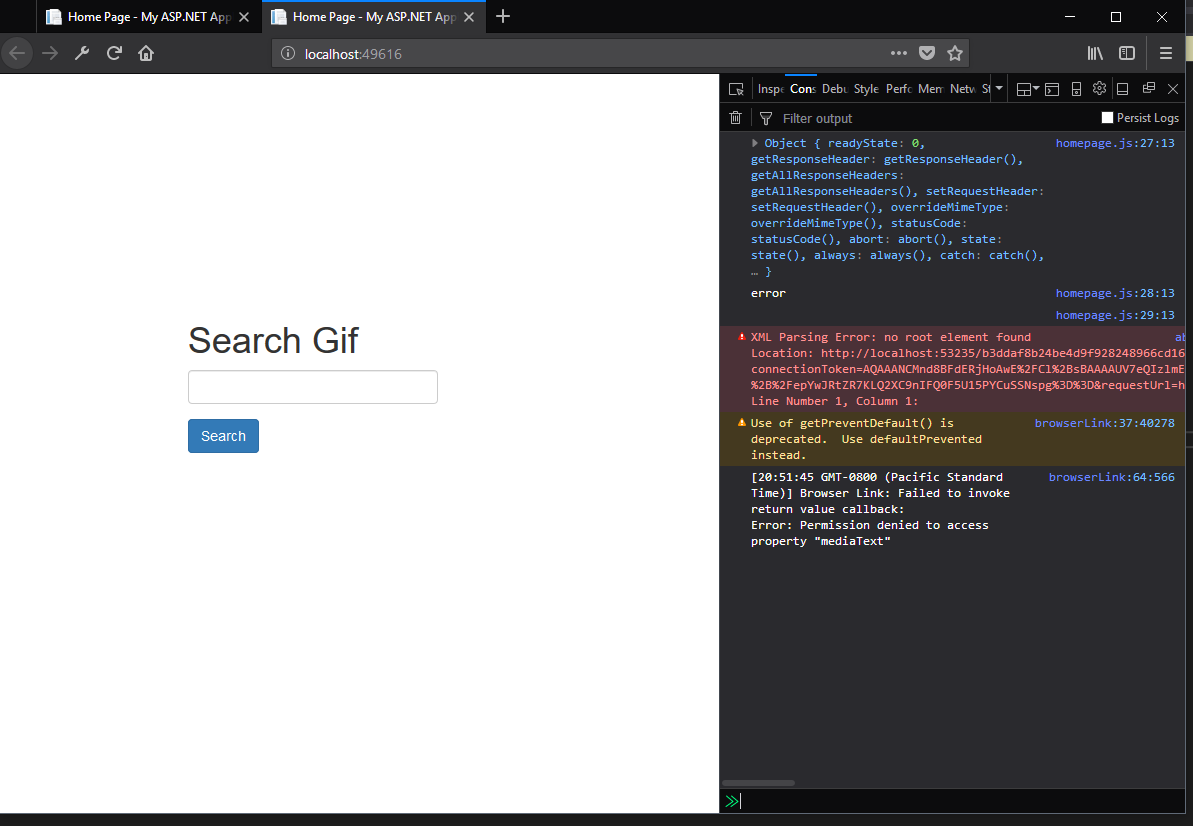 Home Page - My ASP.NET App
Home Page - My ASP.NET App
localhost:49616
Inspe Cons Debu Style Perfo Mem Netw St
Filter output
Persist Logs
Search Gif
Search
Object { readyState: 0, homepage.js:27:13
getResponseHeader: getResponseHeader(),
getAllResponseHeaders:
getAllResponseHeaders(), setRequestHeader:
setRequestHeader(), overrideMimeType:
overrideMimeType(), statusCode:
statusCode(), abort: abort(), state:
state(), always: always(), catch: catch(),
… }
error homepage.js:28:13
homepage.js:29:13
XML Parsing Error: no root element found ab
Location: http://localhost:53235/b3ddaf8b24be4d9f928248966cd16
connectionToken=AQAAANCMnd8BFdERjHoAwE%2FCl%2BsBAAAAUV7eQIzlmE
%2B%2FepYwJRtZR7KLQ2XC9nIFQ0F5U15PYCuSSNspg%3D%3D&requestUrl=h
Line Number 1, Column 1:
Use of getPreventDefault() is browserLink:37:40278
deprecated. Use defaultPrevented
instead.
[20:51:45 GMT-0800 (Pacific Standard browserLink:64:566
Time)] Browser Link: Failed to invoke
return value callback:
Error: Permission denied to access
property "mediaText"